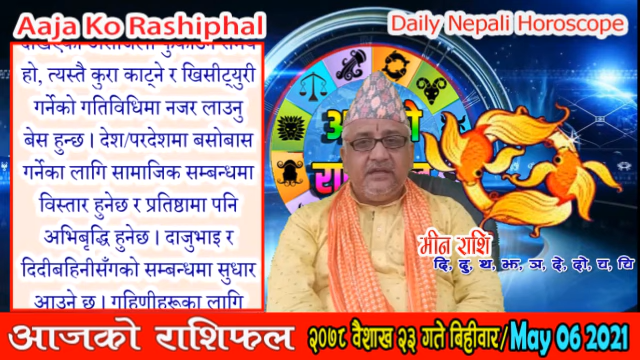 Aaja Ko Rashiphal
Daily Nepali Horoscope
हो, त्यस्तै कुरा काट्ने र खिसीट्युरी
गर्नेको गतिविधिमा नजर लाउनु
बेस हुन्छ । देश/परदेशमा बसोबास
गर्नेका लागि सामाजिक सम्बन्धमा
विस्तार हुनेछ र प्रतिष्ठामा पनि
अभिबृद्धि हुनेछ । दाजुभाइ र
दिदीबहिनीसँगको सम्बन्धमा सुधार
आउने छ । गृहिणीहरूका लागि
मीन राशि
दि, दु, थ, झ, ञ, दे, दो, च, चि
आजको राशिफल २०७८ वैशाख २३ गते बिहीवार/May 06 2021